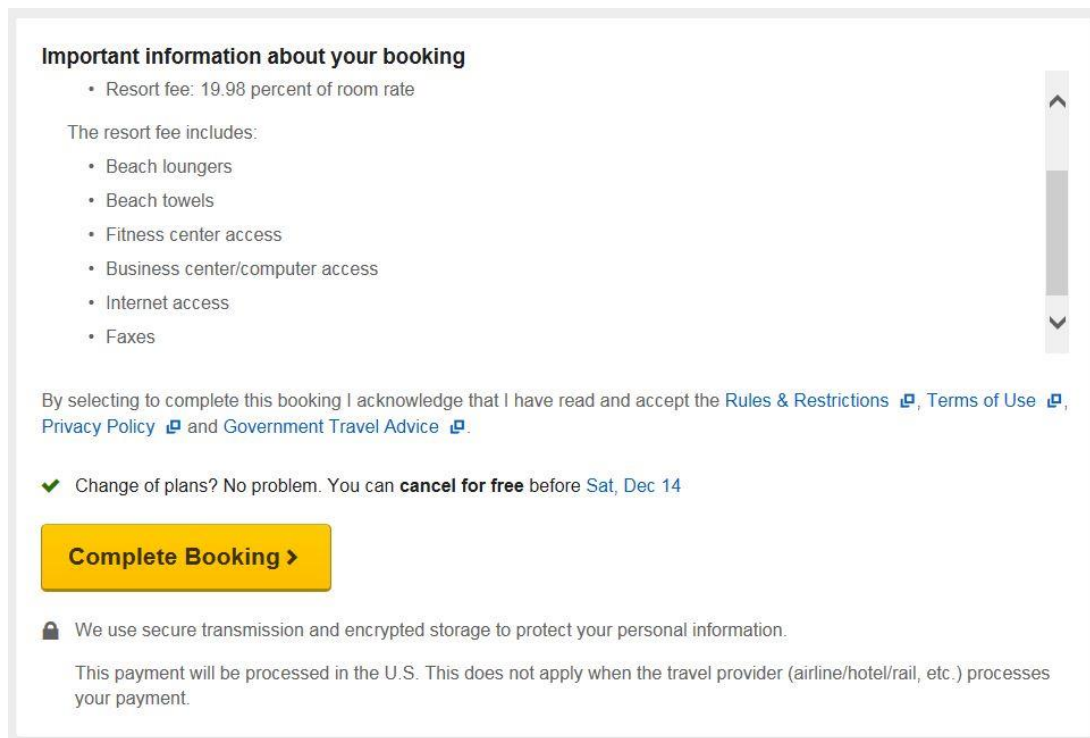 Important information about your booking
• Resort fee: 19.98 percent of room rate
The resort fee includes:
• Beach loungers
• Beach towels
• Fitness center access
• Business center/computer access
• Internet access
• Faxes
By selecting to complete this booking I acknowledge that I have read and accept the Rules & Restrictions , Terms of Use ,
Privacy Policy and Government Travel Advice .
Change of plans? No problem. You can cancel for free before Sat, Dec 14
Complete Booking >
We use secure transmission and encrypted storage to protect your personal information.
This payment will be processed in the U.S. This does not apply when the travel provider (airline/hotel/rail, etc.) processes
your payment.